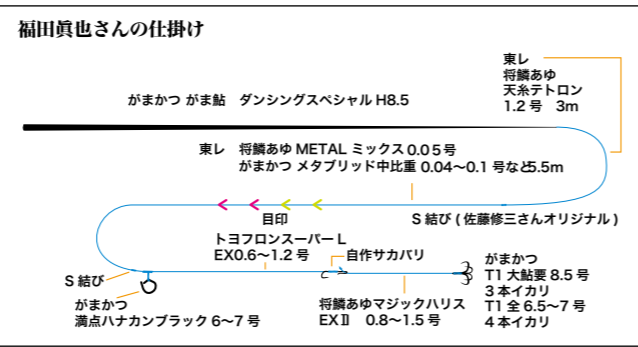 福田眞也さんの仕掛け
東レ
将鱗あゆ
天糸テトロン
1.2号　3m
がまかつ がま鮎　ダンシングスペシャルH8.5
東レ　将鱗あゆ METAL ミックス 0.05号
がまかつ メタブリッド中比重 0.04～0.1号など5.5m
目印
S結び ( 佐藤修三さんオリジナル )
トヨフロンスーパーL
EX0.6～1.2号
自作サカバリ
がまかつ
T1 大鮎要 8.5号
3本イカリ
T1 全 6.5～7号
4本イカリ
S結び
がまかつ
満点ハナカンブラック 6～7号
将鱗あゆマジックハリス
EXⅡ　0.8～1.5号